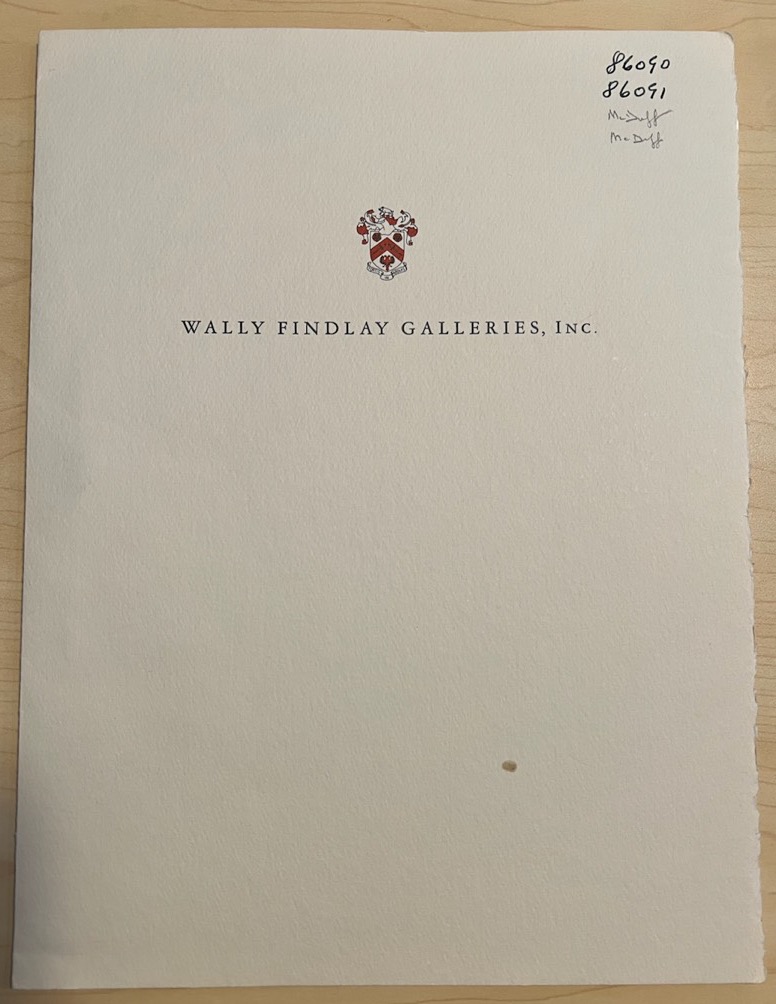 86090
86091
McDuff
McDuff
WALLY FINDLAY GALLERIES, INC.